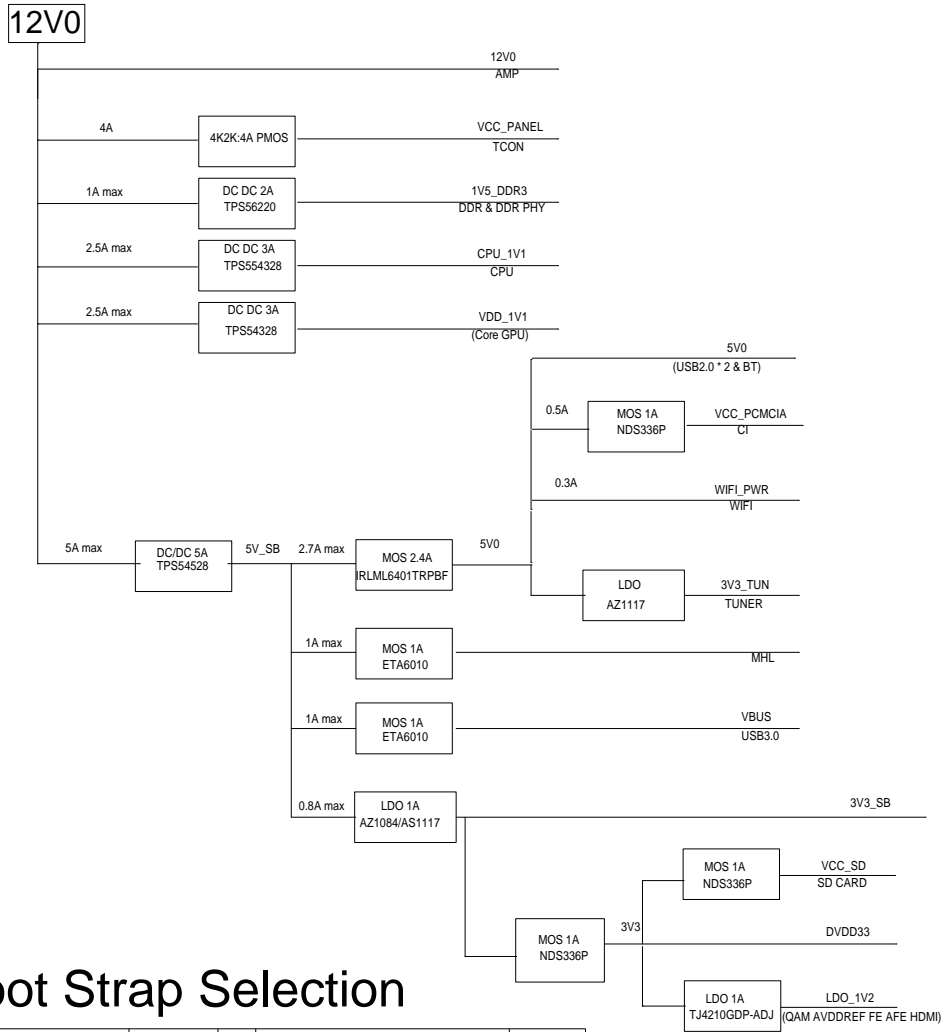 12V0
12V0
AMP
4A
4K2K:4A PMOS
VCC_PANEL
TCON
1A max
DC DC 2A
TPS56220
1V5_DDR3
DDR & DDR PHY
2.5A max
DC DC 3A
TPS554328
CPU_1V1
CPU
2.5A max
DC DC 3A
TPS54328
VDD_1V1
(Core GPU)
5V0
(USB2.0 * 2 & BT)
0.5A
MOS 1A
NDS336P
VCC_PCMCIA
CI
0.3A
WIFI_PWR
WIFI
5A max
DC/DC 5A
TPS54528
5V_SB
2.7A max
MOS 2.4A
IRLML6401TRPBF
5V0
LDO
AZ1117
3V3_TUN
TUNER
1A max
MOS 1A
ETA6010
MHL
1A max
MOS 1A
ETA6010
VBUS
USB3.0
0.8A max
LDO 1A
AZ1084/AS1117
3V3_SB
MOS 1A
NDS336P
VCC_SD
SD CARD
MOS 1A
NDS336P
3V3
DVDD33
LDO 1A
TJ4210GDP-ADJ
LDO_1V2
(QAM AVDDREF FE AFE HDMI)
oot Strap Selection